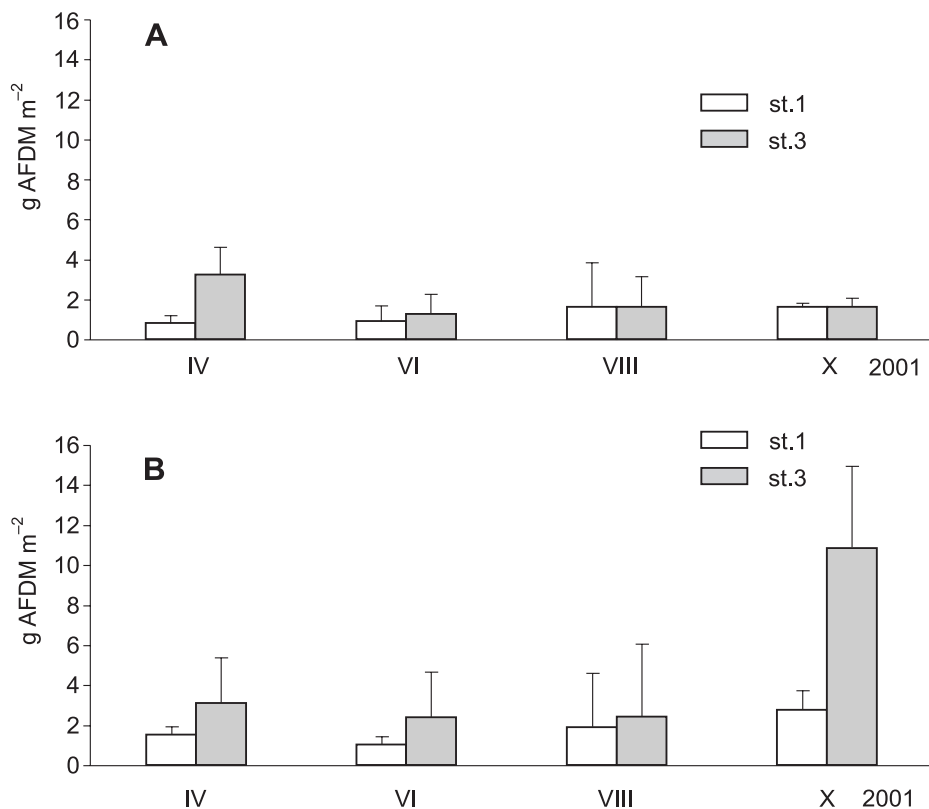 A
g AFDM m⁻²
16
14
12
10
8
6
4
2
0
st.1
st.3
IV VI VIII X 2001
B
g AFDM m⁻²
16
14
12
10
8
6
4
2
0
st.1
st.3
IV VI VIII X 2001